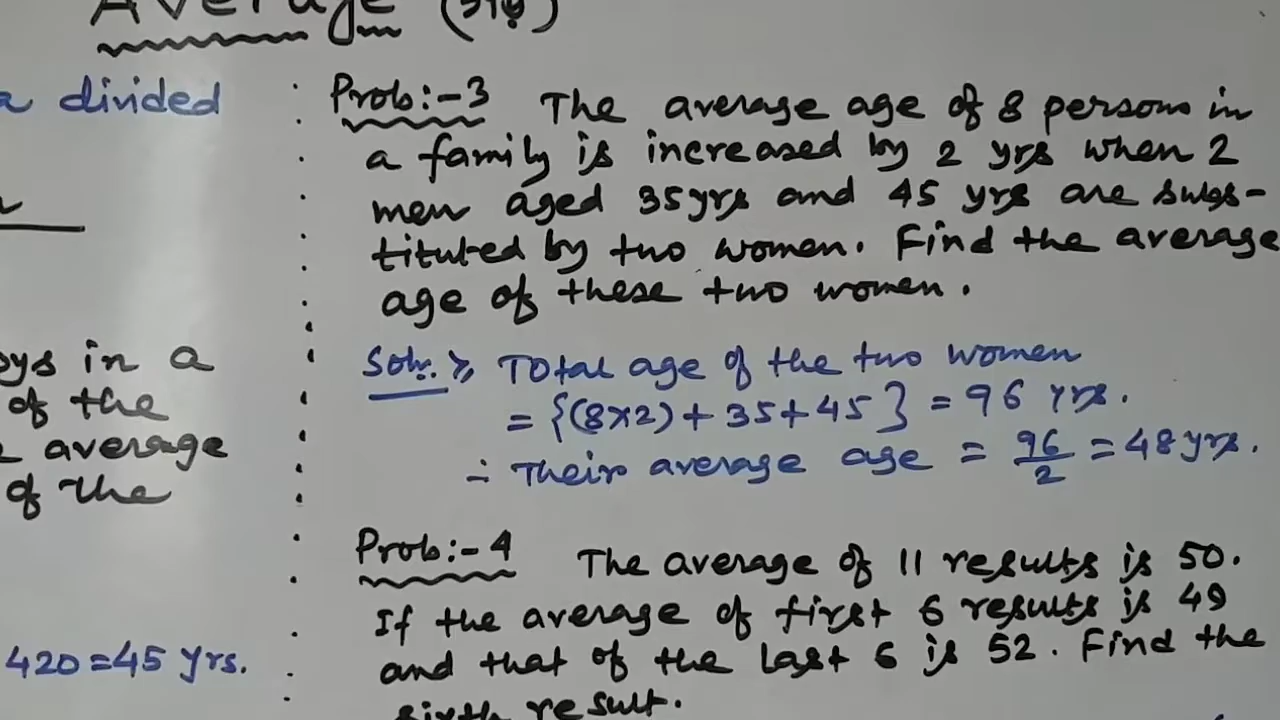 Average (औसत)
a divided
oys in a
of the
average
of the
420=45 yrs.
Prob:-3 The average age of 8 persons in
a family is increased by 2 yrs when 2
men aged 35yrs and 45 yrs are subs-
tituted by two women. Find the average
age of these two women.
Soln. ⇒ Total age of the two women
= {(8x2) + 35+45} = 96 yrs.
∴ Their average age = 96/2 = 48 yrs.
Prob:-4 The average of 11 results is 50.
If the average of first 6 results is 49
and that of the last 6 is 52. Find the
sixth result.